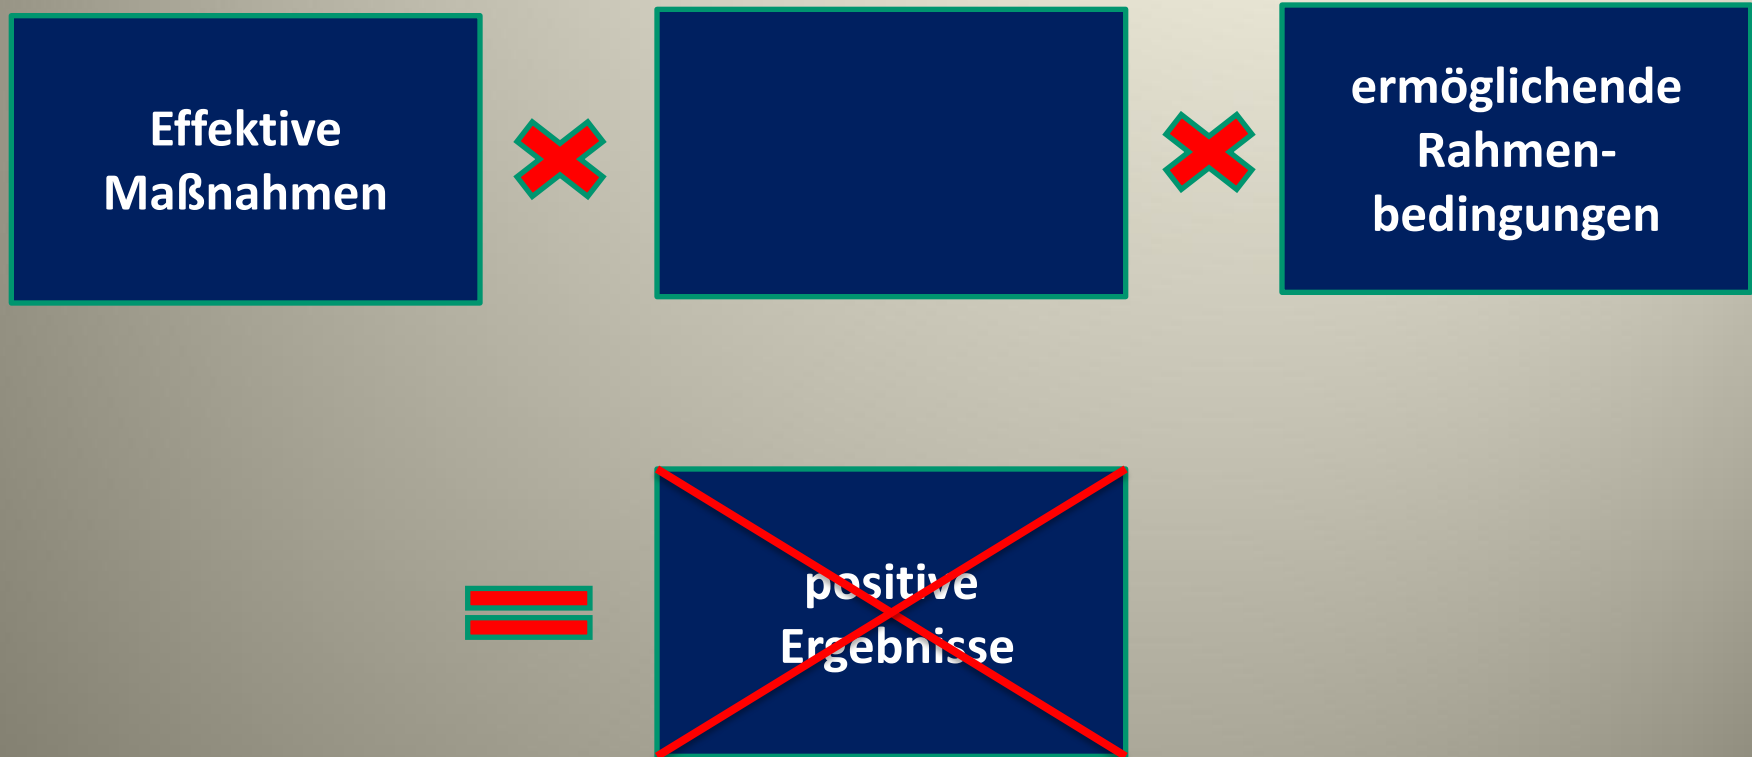 Effektive
Maßnahmen
ermöglichende
Rahmen-
bedingungen
positive
Ergebnisse